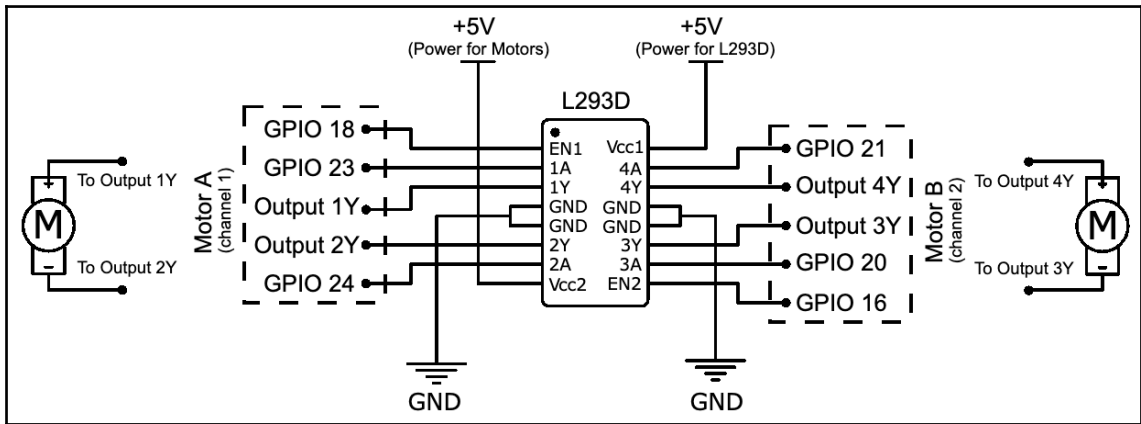 +5V
(Power for Motors)
+5V
(Power for L293D)
L293D
Motor A
(channel 1)
GPIO 18
GPIO 23
Output 1Y
Output 2Y
GPIO 24
EN1
1A
1Y
GND
GND
2Y
2A
Vcc2
Vcc1
4A
4Y
GND
GND
3Y
3A
EN2
GPIO 21
Output 4Y
Output 3Y
GPIO 20
GPIO 16
Motor B
(channel 2)
To Output 1Y
+
M
-
To Output 2Y
To Output 4Y
+
M
-
To Output 3Y
GND
GND